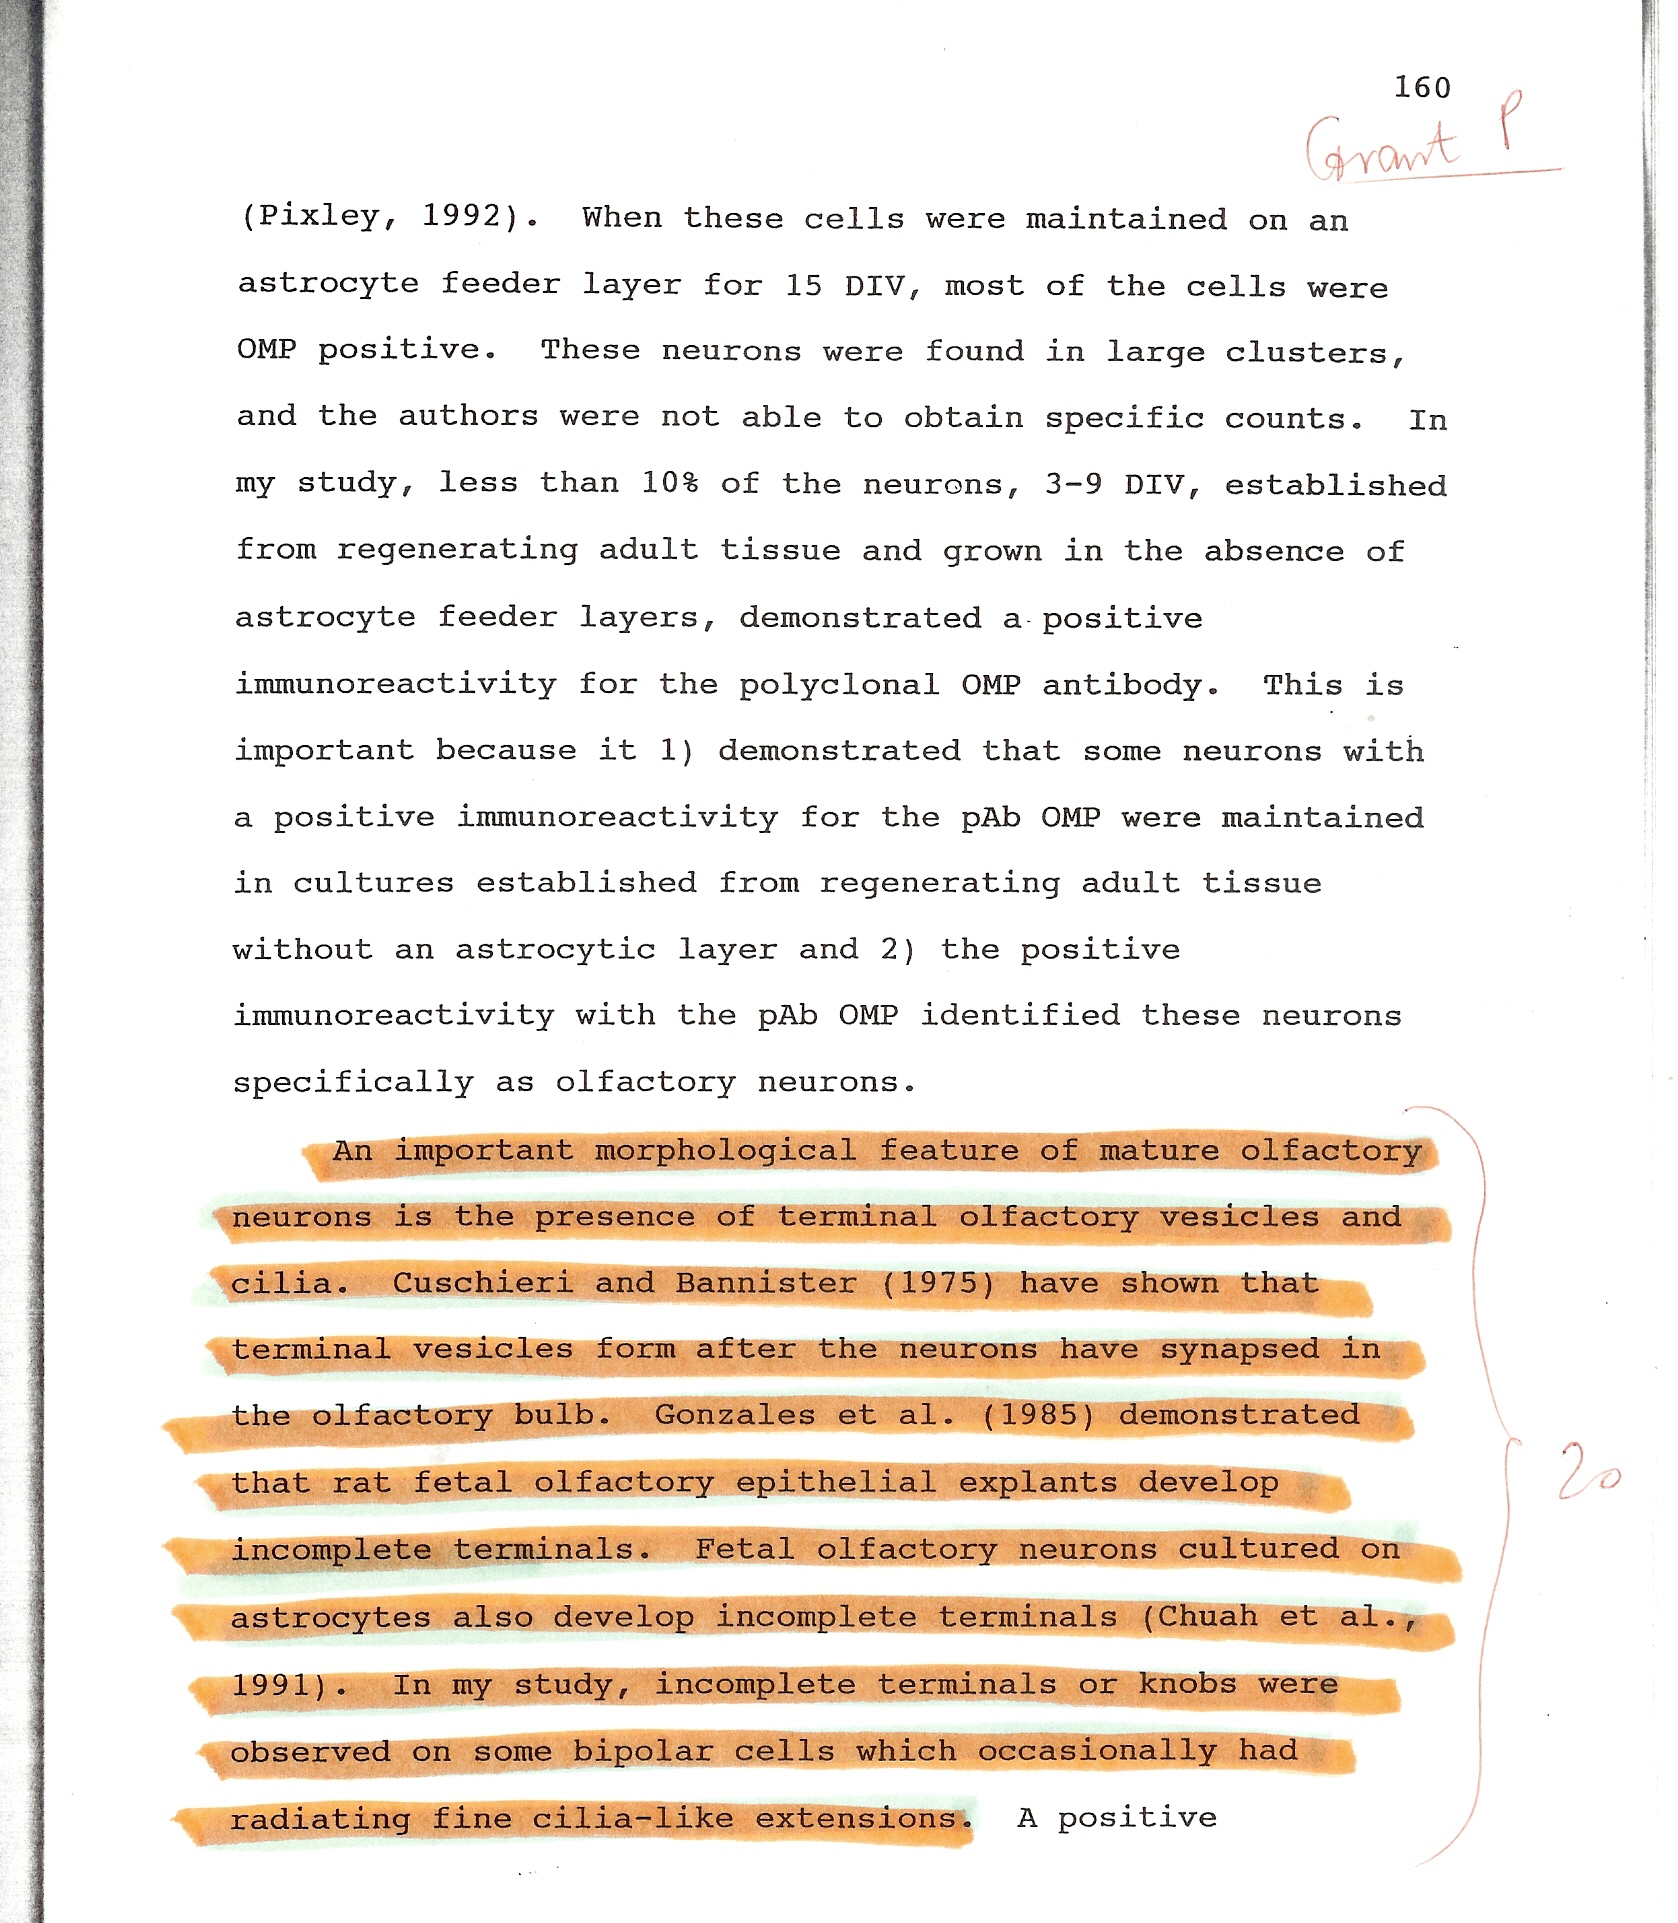 160
Grant P
(Pixley, 1992).  When these cells were maintained on an
astrocyte feeder layer for 15 DIV, most of the cells were
OMP positive.  These neurons were found in large clusters,
and the authors were not able to obtain specific counts.  In
my study, less than 10% of the neurons, 3-9 DIV, established
from regenerating adult tissue and grown in the absence of
astrocyte feeder layers, demonstrated a positive
immunoreactivity for the polyclonal OMP antibody.  This is
important because it 1) demonstrated that some neurons with
a positive immunoreactivity for the pAb OMP were maintained
in cultures established from regenerating adult tissue
without an astrocytic layer and 2) the positive
immunoreactivity with the pAb OMP identified these neurons
specifically as olfactory neurons.
An important morphological feature of mature olfactory
neurons is the presence of terminal olfactory vesicles and
cilia.  Cuschieri and Bannister (1975) have shown that
terminal vesicles form after the neurons have synapsed in
the olfactory bulb.  Gonzales et al. (1985) demonstrated
that rat fetal olfactory epithelial explants develop
incomplete terminals.  Fetal olfactory neurons cultured on
astrocytes also develop incomplete terminals (Chuah et al.,
1991).  In my study, incomplete terminals or knobs were
observed on some bipolar cells which occasionally had
radiating fine cilia-like extensions.  A positive
20